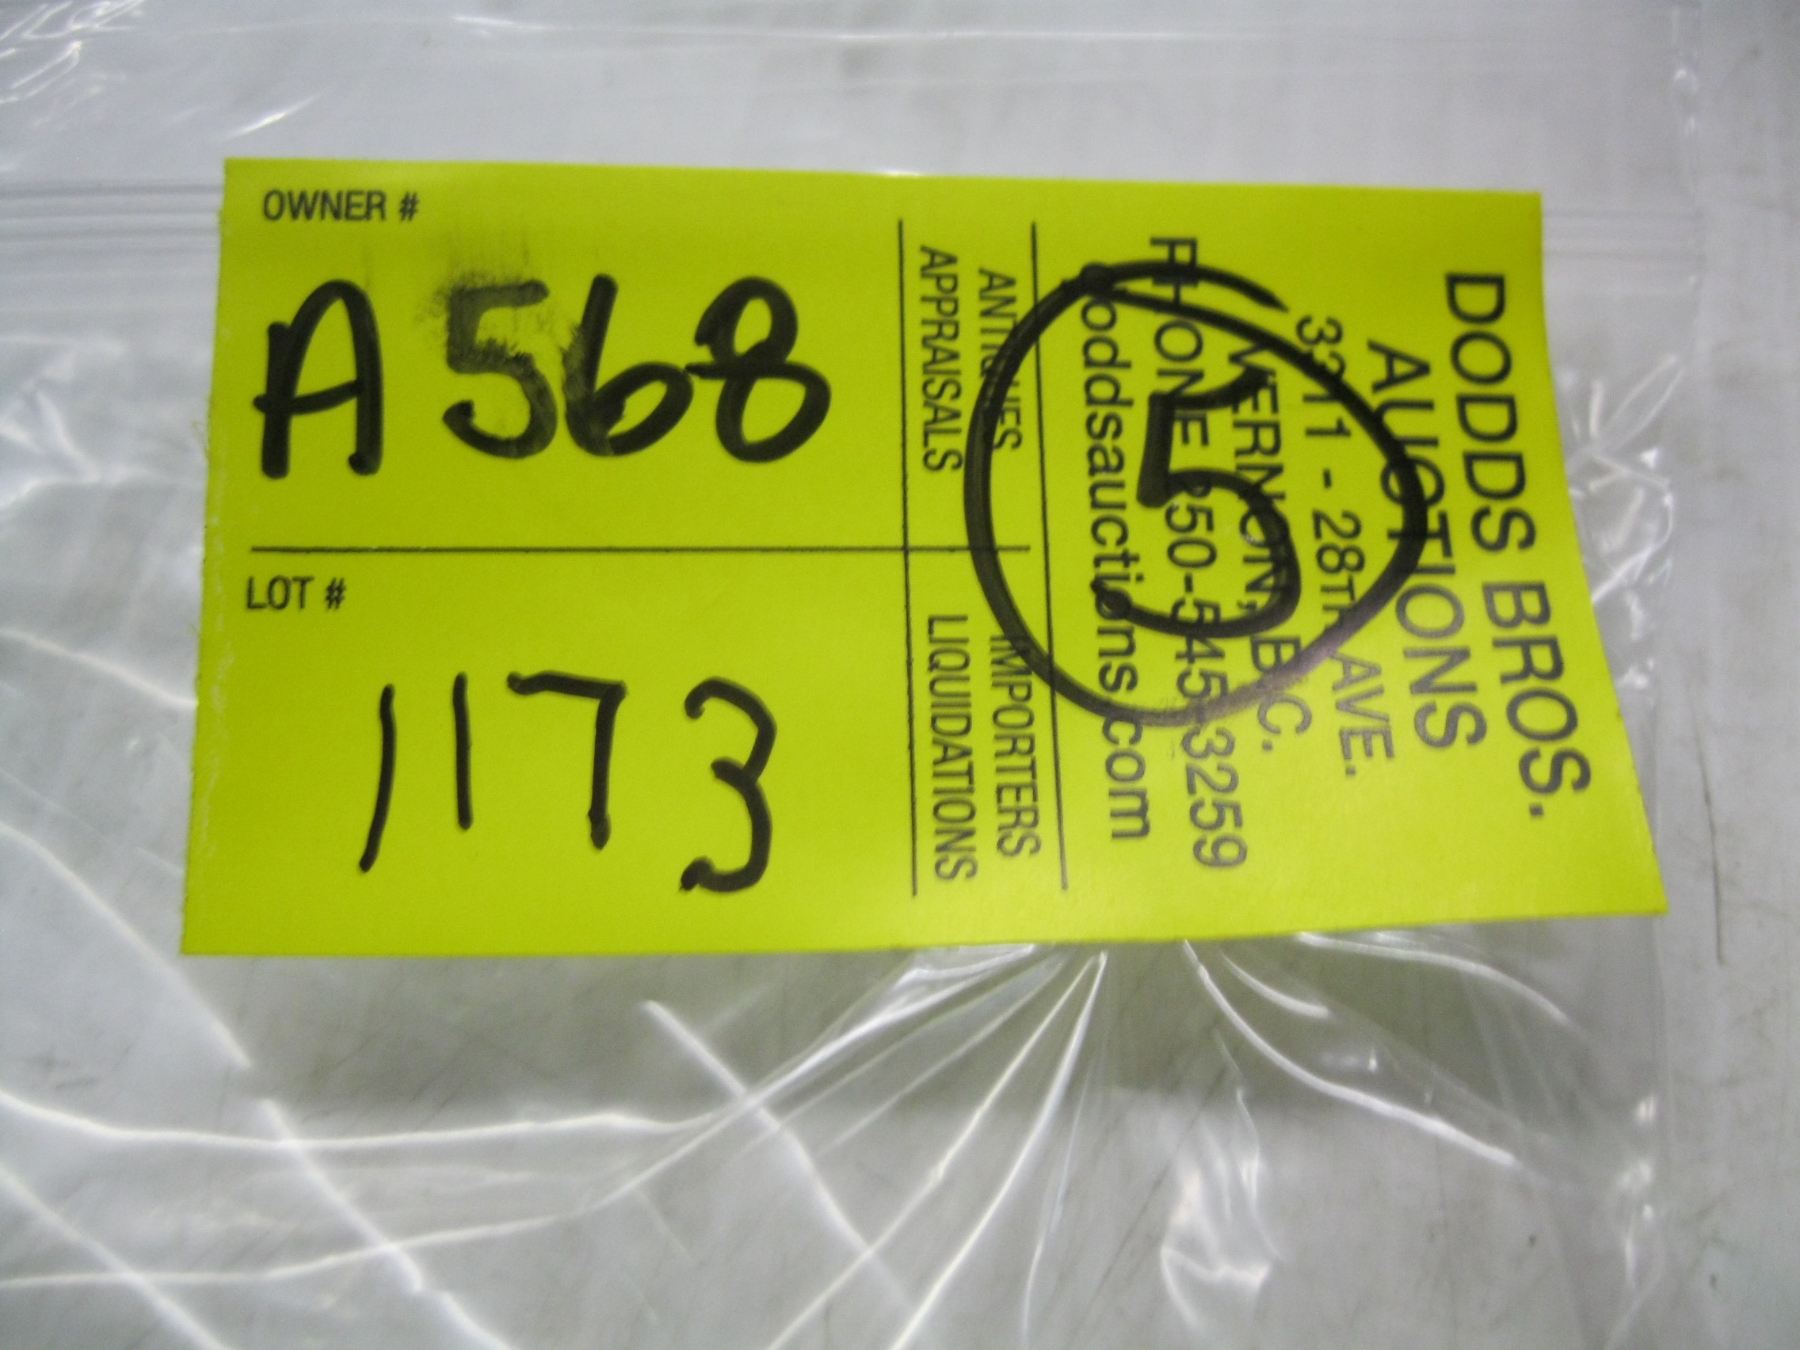 OWNER #
A568
LOT #
1173
ANTIQUES IMPORTERS
APPRAISALS LIQUIDATIONS
DODDS BROS.
AUCTIONS
3311 - 28TH AVE.
VERNON, B.C.
PHONE 250-545-3259
doddsauctions.com
5